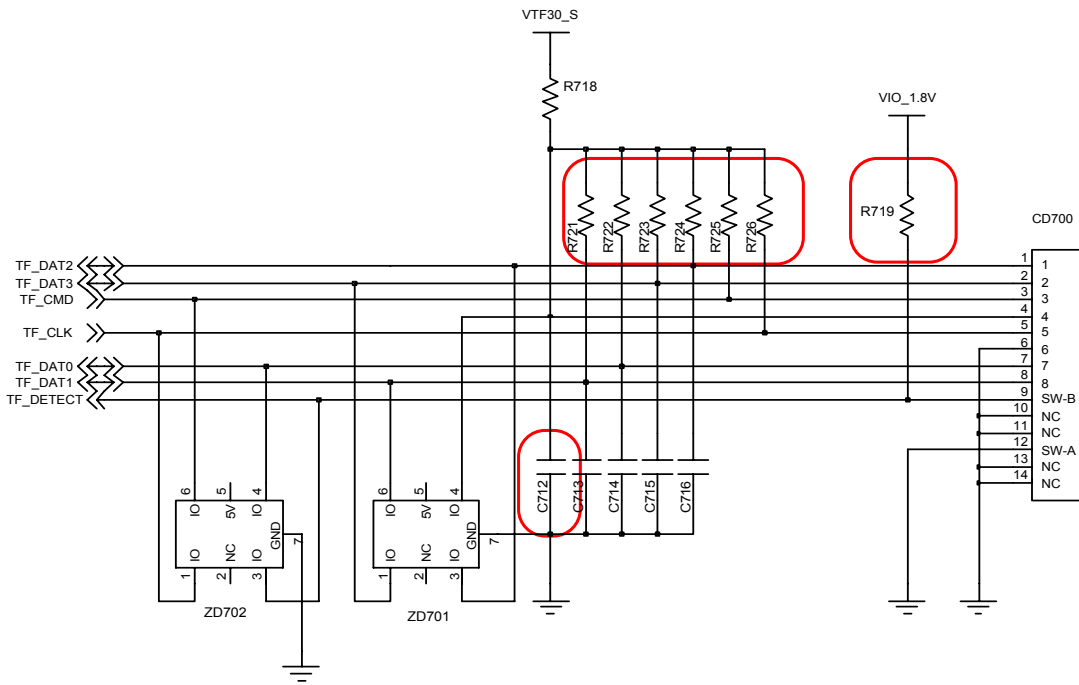 VTF30_S
R718
VIO_1.8V
R721
R722
R723
R724
R725
R726
R719
CD700
TF_DAT2
TF_DAT3
TF_CMD
TF_CLK
TF_DAT0
TF_DAT1
TF_DETECT
1 1
2 2
3 3
4 4
5 5
6 6
7 7
8 8
9 SW-B
10 NC
11 NC
12 SW-A
13 NC
14 NC
C712
C713
C714
C715
C716
6 5 4
IO 5V IO
GND 7
IO NC IO
1 2 3
ZD702
6 5 4
IO 5V IO
GND 7
IO NC IO
1 2 3
ZD701